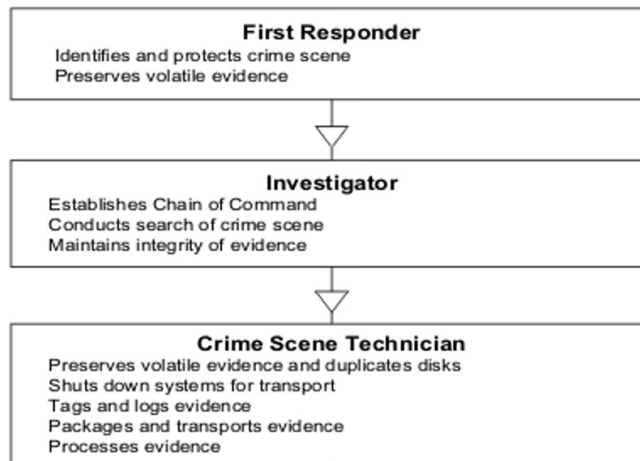 First Responder
Identifies and protects crime scene
Preserves volatile evidence
Investigator
Establishes Chain of Command
Conducts search of crime scene
Maintains integrity of evidence
Crime Scene Technician
Preserves volatile evidence and duplicates disks
Shuts down systems for transport
Tags and logs evidence
Packages and transports evidence
Processes evidence